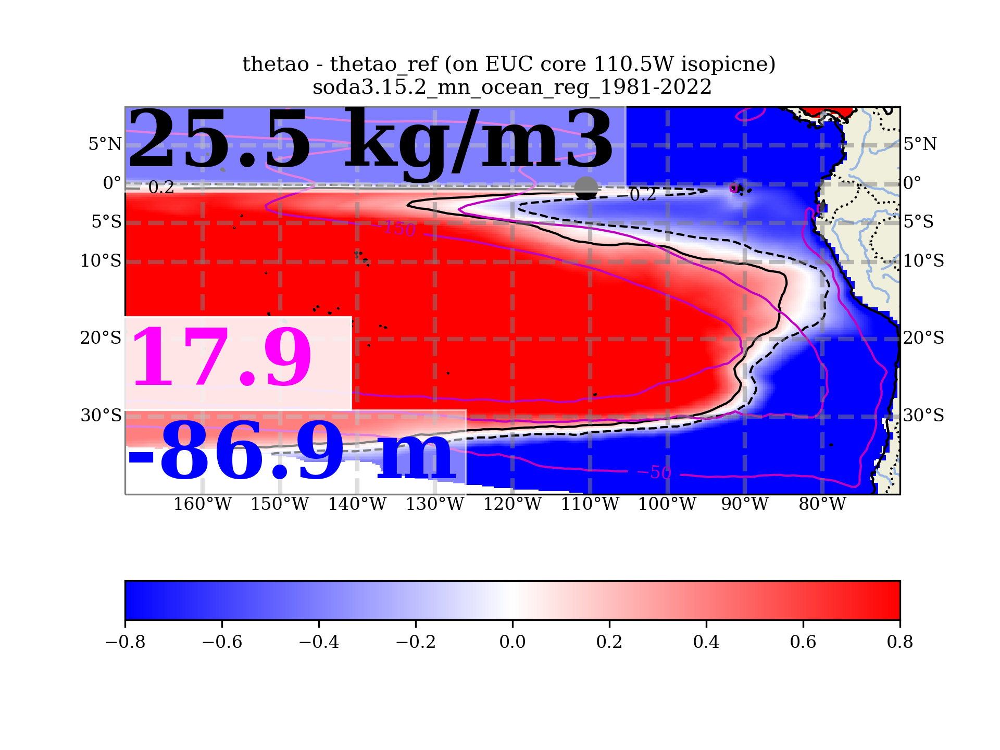 thetao - thetao_ref (on EUC core 110.5W isopicne)
soda3.15.2_mn_ocean_reg_1981-2022
25.5 kg/m3
5°N 5°N
0° 0°
0.2 −0.2
5°S 5°S
−150
10°S 10°S
17.9
20°S 20°S
30°S 30°S
-86.9 m
−50
160°W 150°W 140°W 130°W 120°W 110°W 100°W 90°W 80°W
−0.8 −0.6 −0.4 −0.2 0.0 0.2 0.4 0.6 0.8